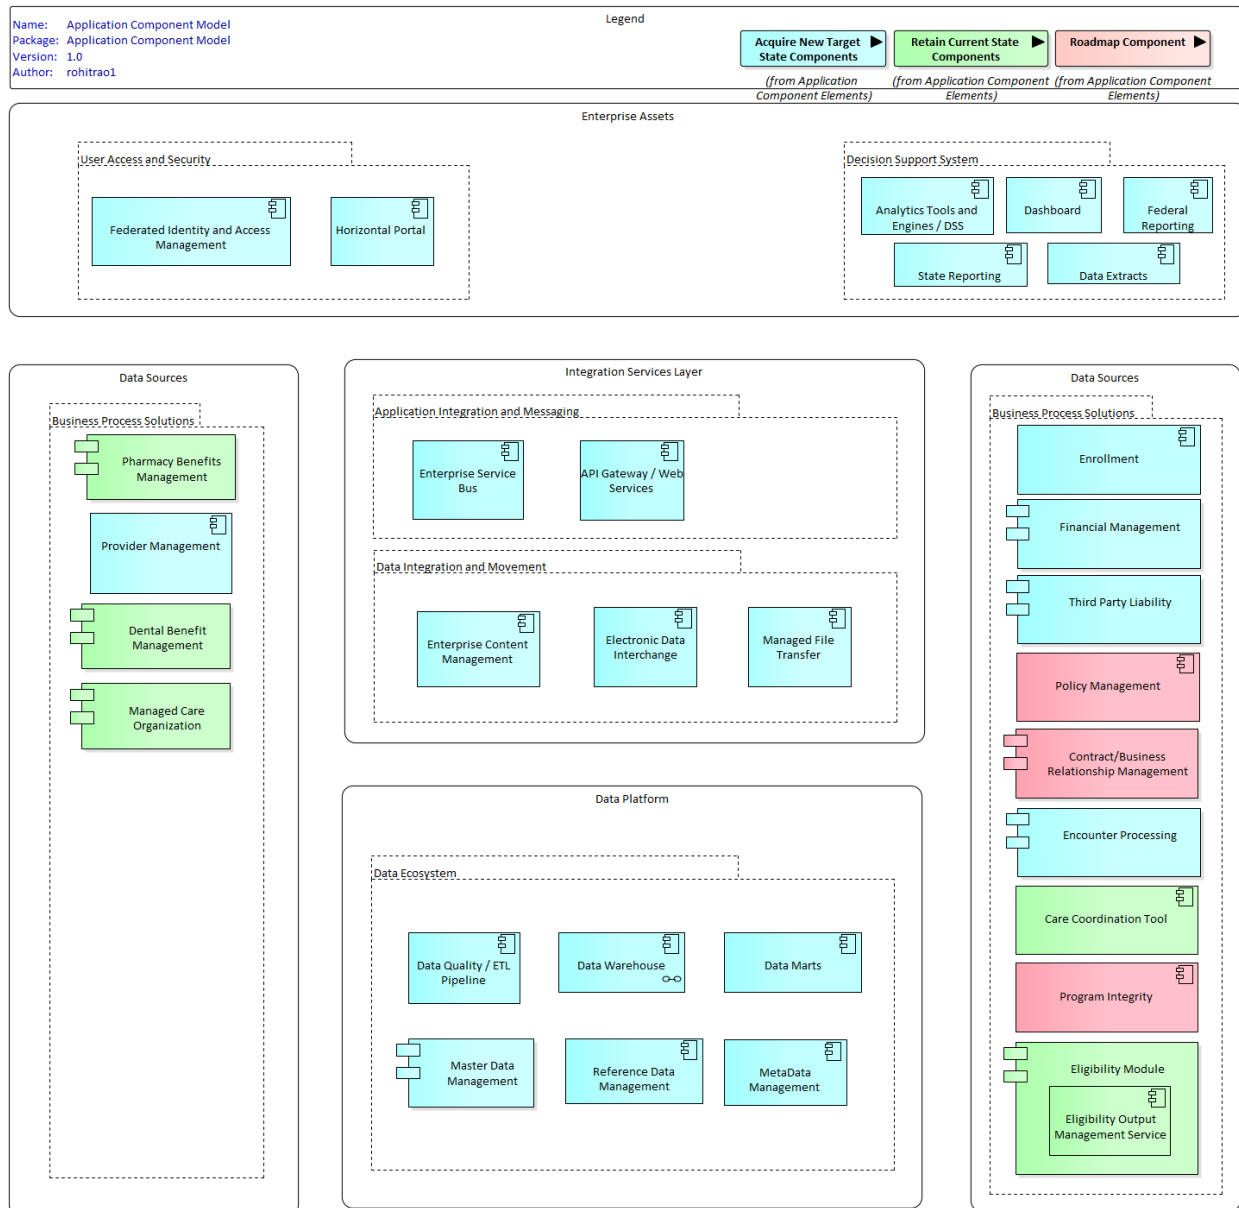 Legend
Name: Application Component Model
Package: Application Component Model
Version: 1.0
Author: rohitrao1
Acquire New Target
State Components
(from Application
Component Elements)
Retain Current State
Components
(from Application Component
Elements)
Roadmap Component
(from Application Component
Elements)
Enterprise Assets
User Access and Security
Federated Identity and Access
Management
Horizontal Portal
Decision Support System
Analytics Tools and
Engines / DSS
Dashboard
Federal
Reporting
State Reporting
Data Extracts
Data Sources
Business Process Solutions
Pharmacy Benefits
Management
Provider Management
Dental Benefit
Management
Managed Care
Organization
Integration Services Layer
Application Integration and Messaging
Enterprise Service
Bus
API Gateway / Web
Services
Data Integration and Movement
Enterprise Content
Management
Electronic Data
Interchange
Managed File
Transfer
Data Platform
Data Ecosystem
Data Quality / ETL
Pipeline
Data Warehouse
Data Marts
Master Data
Management
Reference Data
Management
MetaData
Management
Data Sources
Business Process Solutions
Enrollment
Financial Management
Third Party Liability
Policy Management
Contract/Business
Relationship Management
Encounter Processing
Care Coordination Tool
Program Integrity
Eligibility Module
Eligibility Output
Management Service